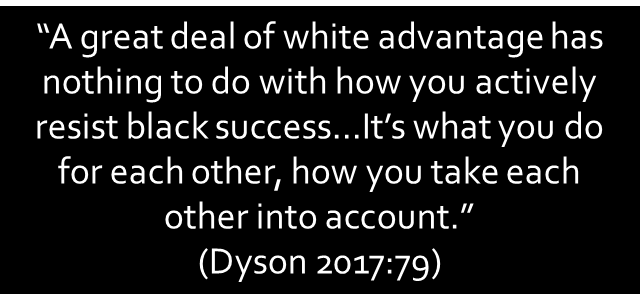 “A great deal of white advantage has
nothing to do with how you actively
resist black success…It’s what you do
for each other, how you take each
other into account.”
(Dyson 2017:79)